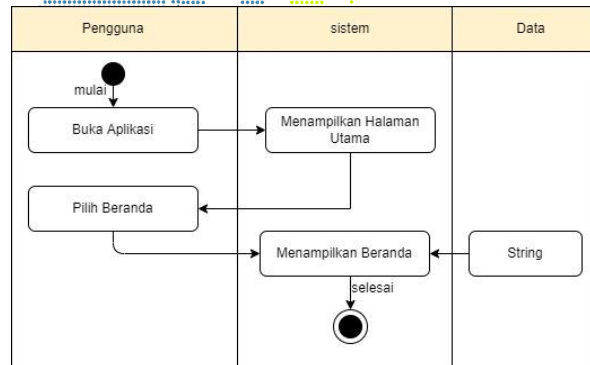 Pengguna
sistem
Data
mulai
Buka Aplikasi
Menampilkan Halaman
Utama
Pilih Beranda
Menampilkan Beranda
String
selesai